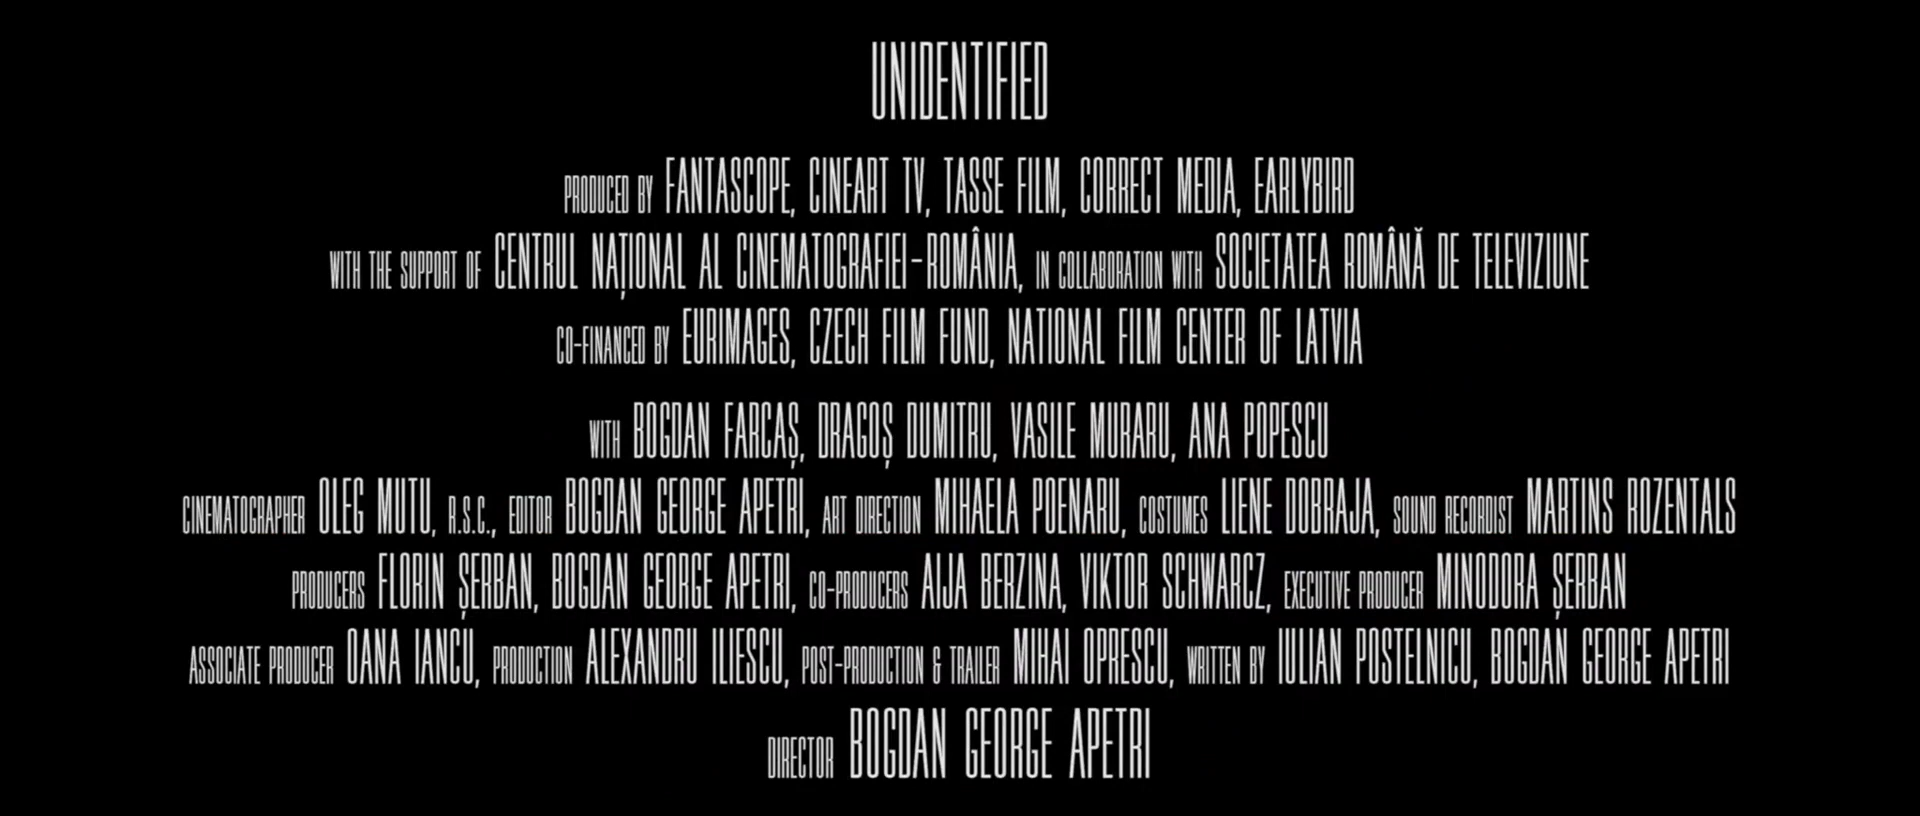 UNIDENTIFIED
PRODUCED BY FANTASCOPE, CINEART TV, TASSE FILM, CORRECT MEDIA, EARLYBIRD
WITH THE SUPPORT OF CENTRUL NAȚIONAL AL CINEMATOGRAFIEI-ROMÂNIA, IN COLLABORATION WITH SOCIETATEA ROMÂNĂ DE TELEVIZIUNE
CO-FINANCED BY EURIMAGES, CZECH FILM FUND, NATIONAL FILM CENTER OF LATVIA
WITH BOGDAN FARCAȘ, DRAGOȘ DUMITRU, VASILE MURARU, ANA POPESCU
CINEMATOGRAPHER OLEG MUTU, R.S.C., EDITOR BOGDAN GEORGE APETRI, ART DIRECTION MIHAELA POENARU, COSTUMES LIENE DOBRAJA, SOUND RECORDIST MARTINS ROZENTALS
PRODUCERS FLORIN ȘERBAN, BOGDAN GEORGE APETRI, CO-PRODUCERS AIJA BERZINA, VIKTOR SCHWARCZ, EXECUTIVE PRODUCER MINODORA ȘERBAN
ASSOCIATE PRODUCER OANA IANCU, PRODUCTION ALEXANDRU ILIESCU, POST-PRODUCTION & TRAILER MIHAI OPRESCU, WRITTEN BY IULIAN POSTELNICU, BOGDAN GEORGE APETRI
DIRECTOR BOGDAN GEORGE APETRI